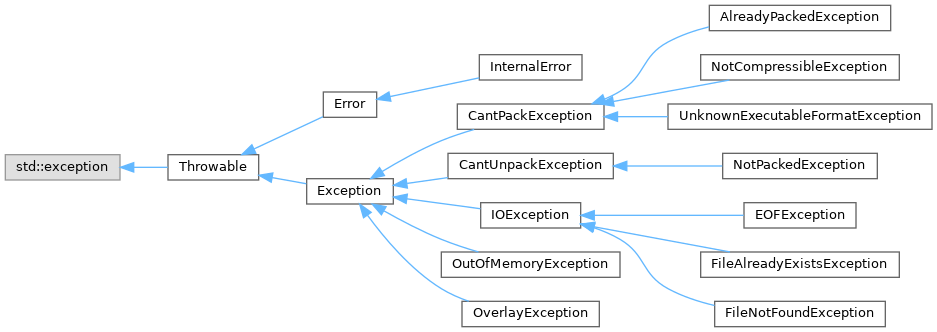 AlreadyPackedException
InternalError
NotCompressibleException
Error
CantPackException
UnknownExecutableFormatException
std::exception
Throwable
CantUnpackException
NotPackedException
Exception
IOException
EOFException
OutOfMemoryException
FileAlreadyExistsException
OverlayException
FileNotFoundException